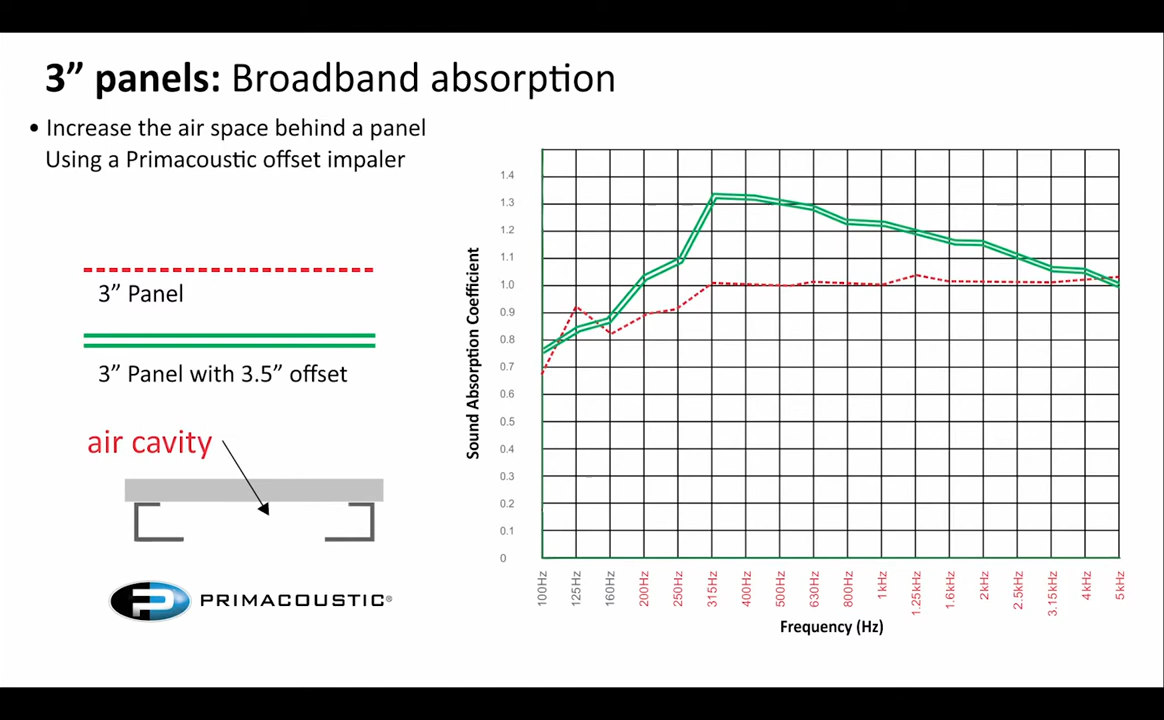 3” panels: Broadband absorption
• Increase the air space behind a panel
Using a Primacoustic offset impaler
3” Panel
3” Panel with 3.5” offset
air cavity
PRIMACOUSTIC®
Sound Absorption Coefficient
1.4
1.3
1.2
1.1
1.0
0.9
0.8
0.7
0.6
0.5
0.4
0.3
0.2
0.1
0
100Hz
125Hz
160Hz
200Hz
250Hz
315Hz
400Hz
500Hz
630Hz
800Hz
1kHz
1.25kHz
1.6kHz
2kHz
2.5kHz
3.15kHz
4kHz
5kHz
Frequency (Hz)